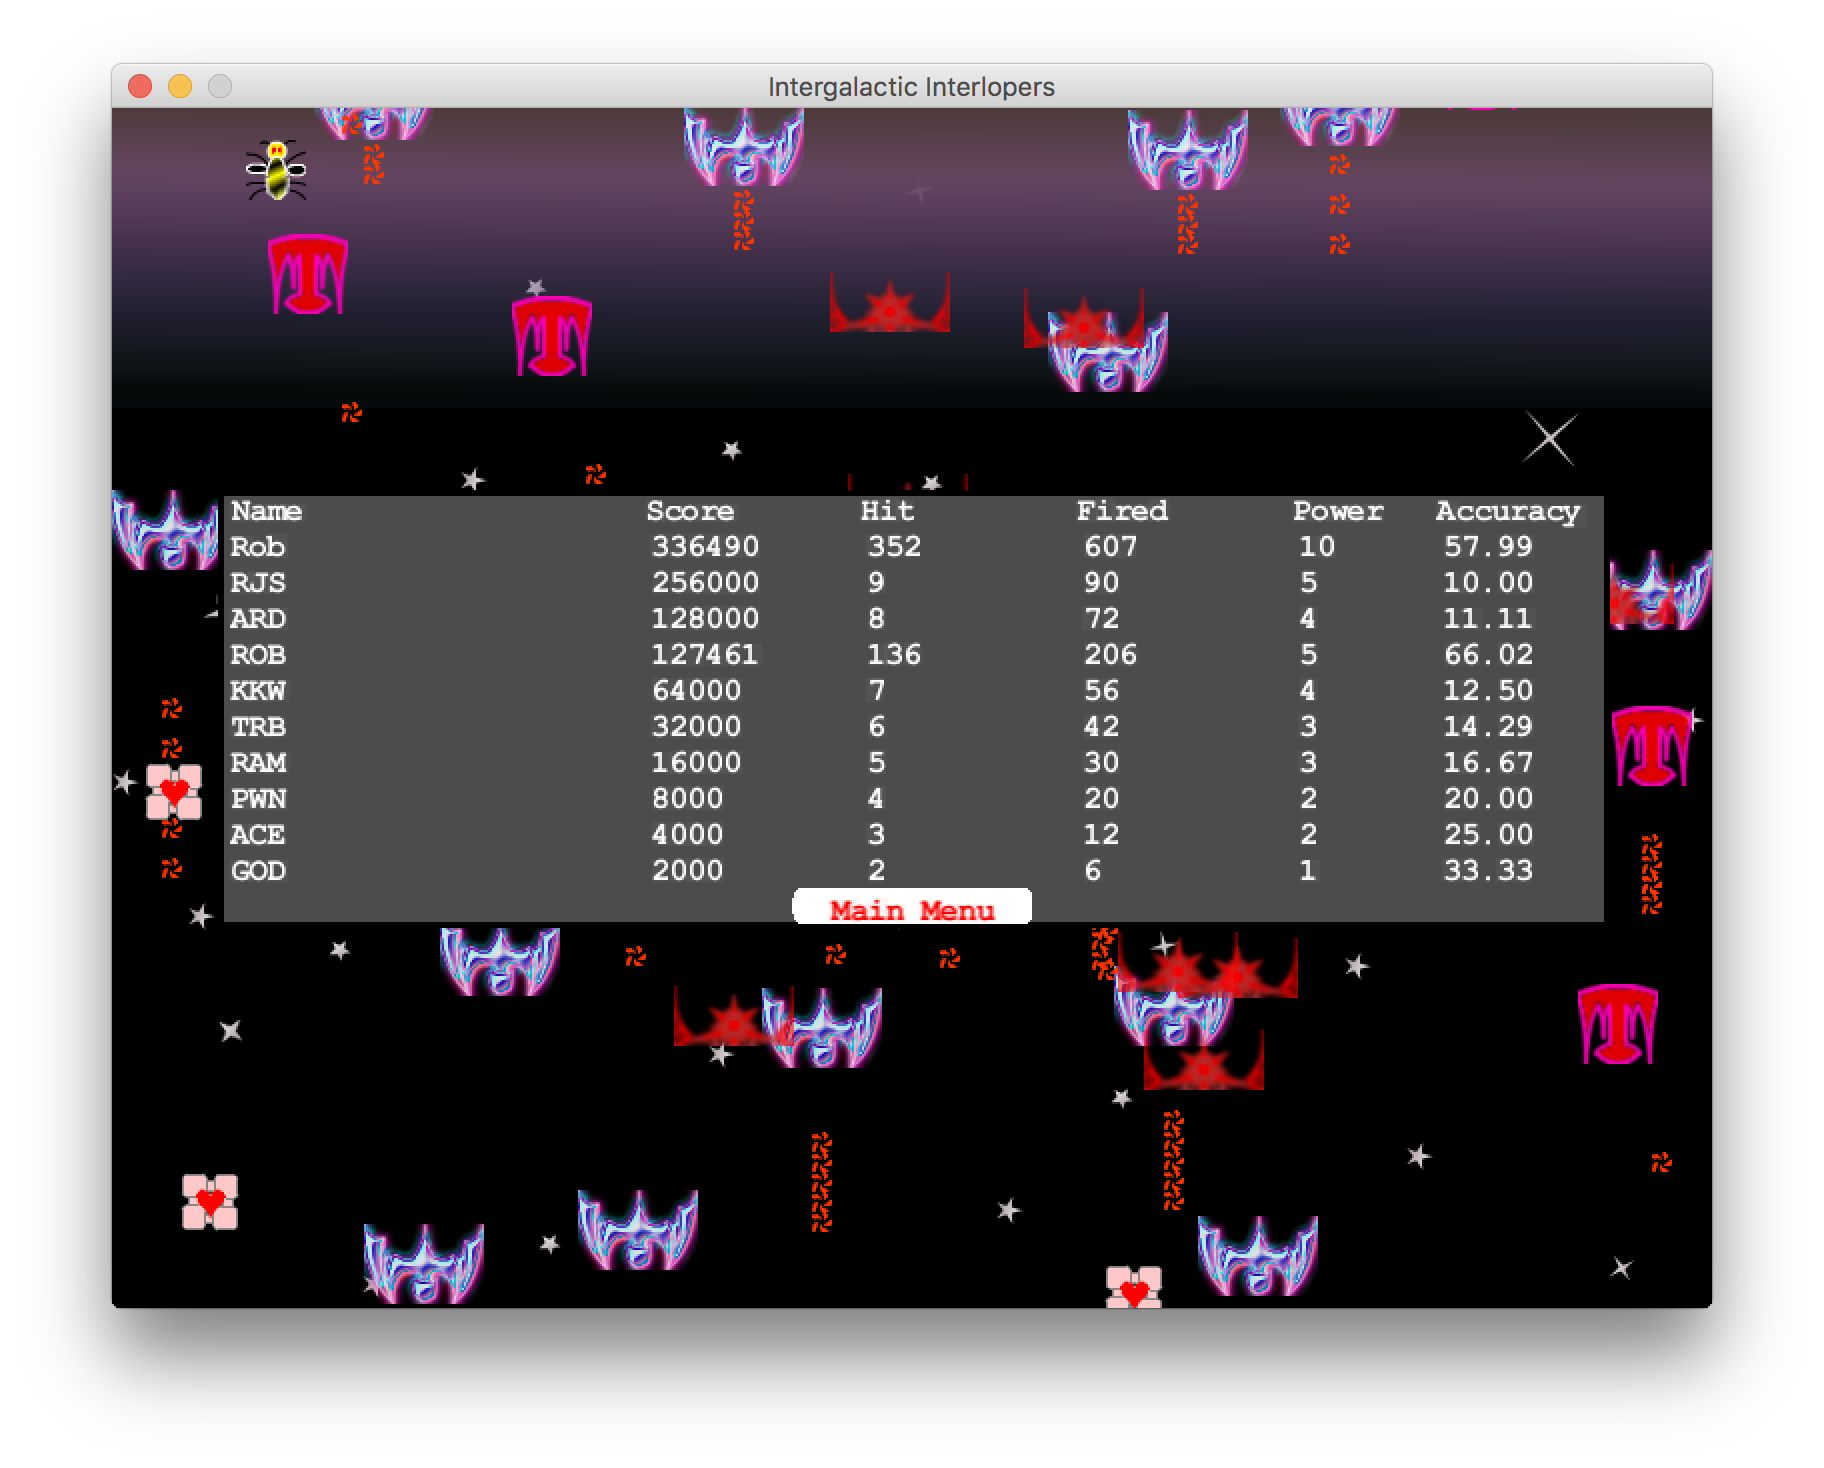 Intergalactic Interlopers
Name Score Hit Fired Power Accuracy
Rob 336490 352 607 10 57.99
RJS 256000 9 90 5 10.00
ARD 128000 8 72 4 11.11
ROB 127461 136 206 5 66.02
KKW 64000 7 56 4 12.50
TRB 32000 6 42 3 14.29
RAM 16000 5 30 3 16.67
PWN 8000 4 20 2 20.00
ACE 4000 3 12 2 25.00
GOD 2000 2 6 1 33.33
Main Menu